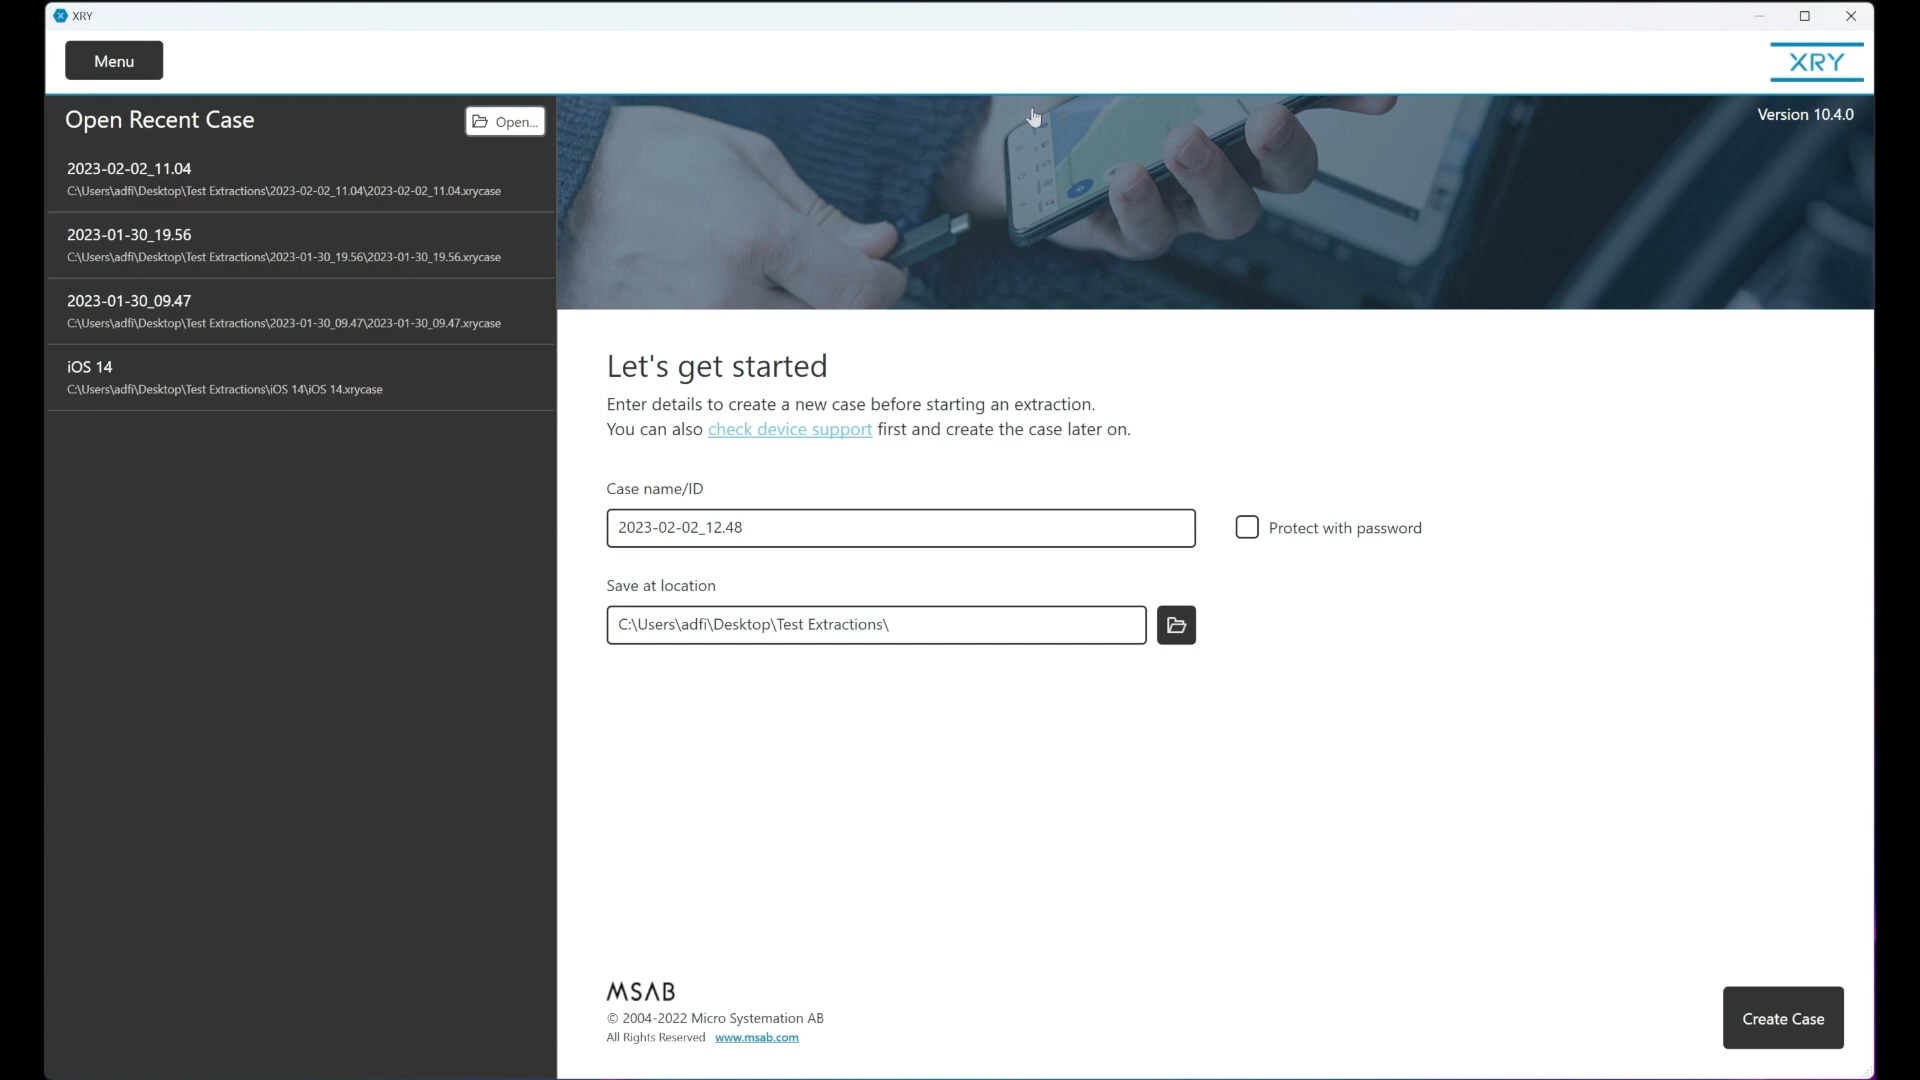 XRY
Menu
XRY
Open Recent Case
Open...
2023-02-02_11.04
C:\Users\adfi\Desktop\Test Extractions\2023-02-02_11.04\2023-02-02_11.04.xrycase
2023-01-30_19.56
C:\Users\adfi\Desktop\Test Extractions\2023-01-30_19.56\2023-01-30_19.56.xrycase
2023-01-30_09.47
C:\Users\adfi\Desktop\Test Extractions\2023-01-30_09.47\2023-01-30_09.47.xrycase
iOS 14
C:\Users\adfi\Desktop\Test Extractions\iOS 14\iOS 14.xrycase
Version 10.4.0
Let's get started
Enter details to create a new case before starting an extraction.
You can also check device support first and create the case later on.
Case name/ID
2023-02-02_12.48
Protect with password
Save at location
C:\Users\adfi\Desktop\Test Extractions\
MSAB
© 2004-2022 Micro Systemation AB
All Rights Reserved www.msab.com
Create Case